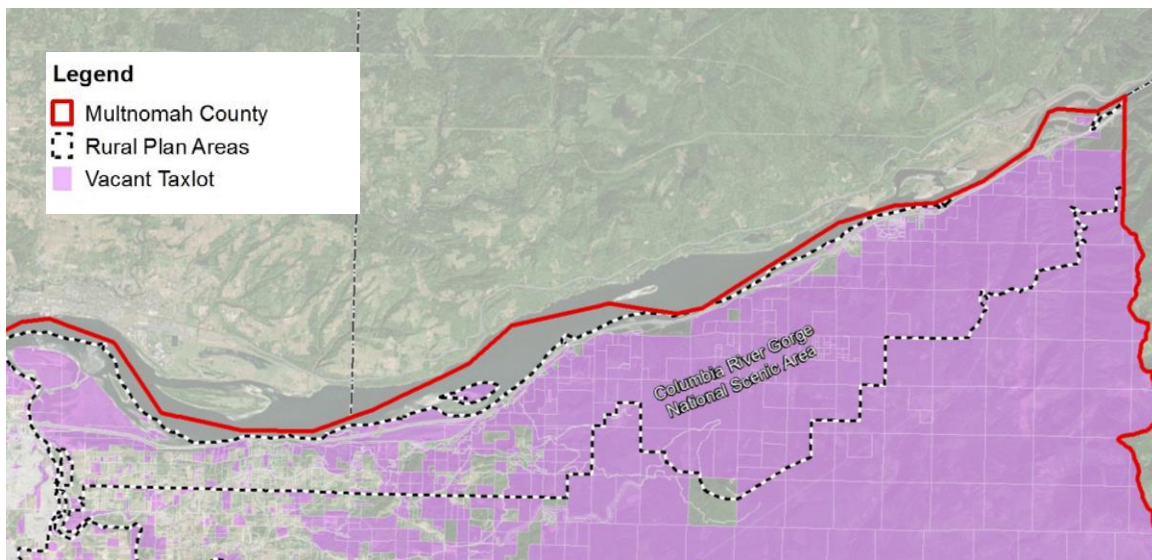 Legend
Multnomah County
Rural Plan Areas
Vacant Taxlot
Columbia River Gorge
National Scenic Area